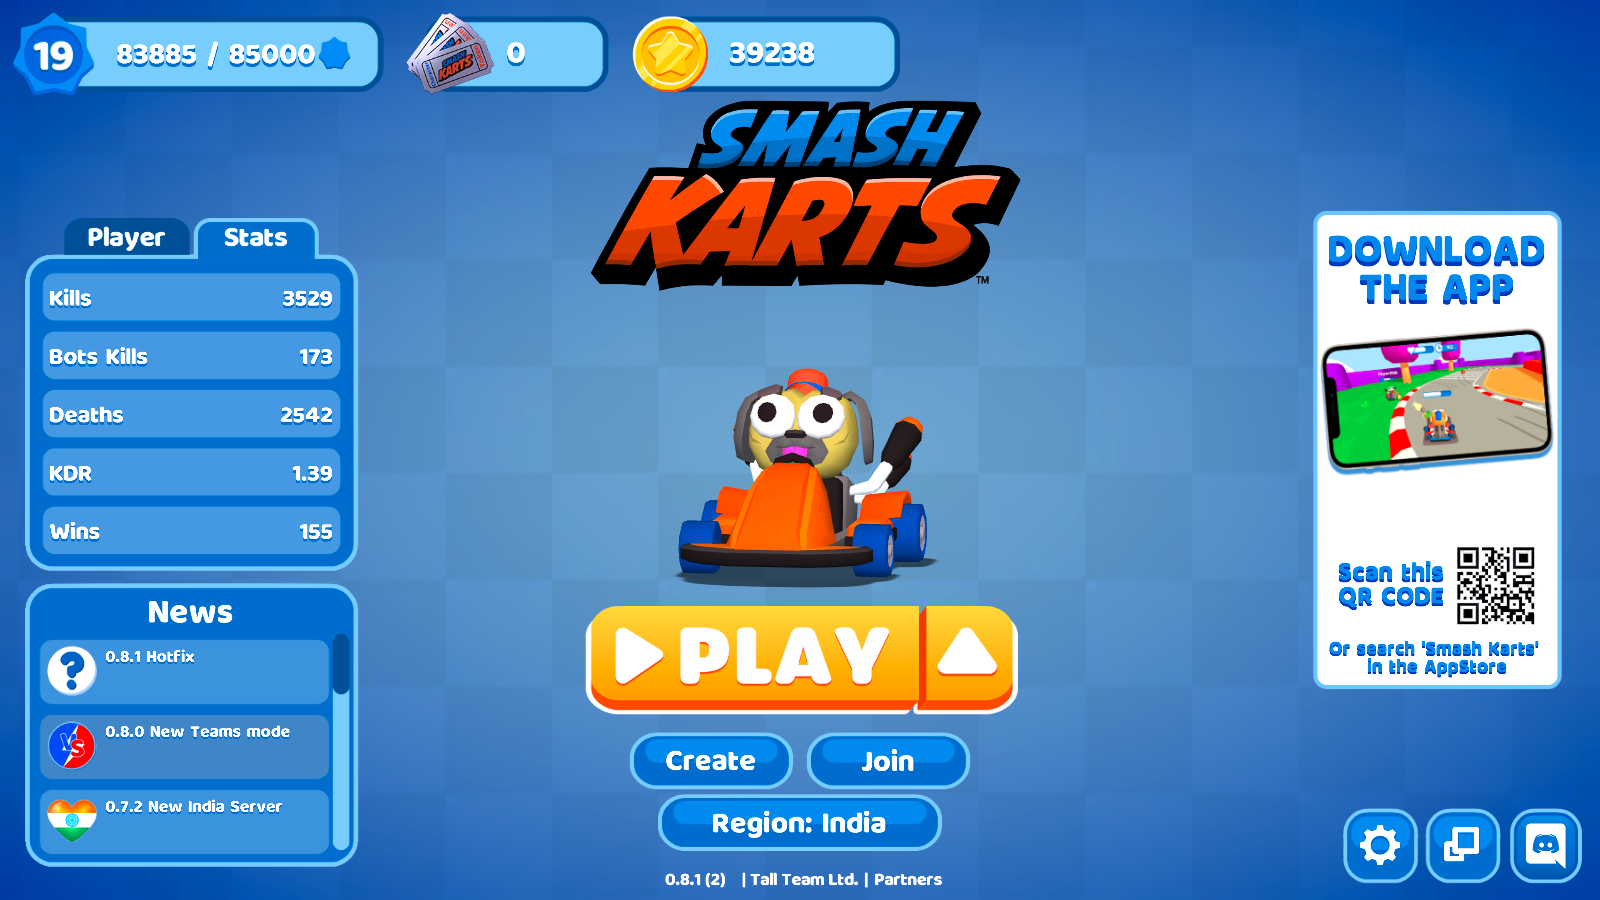 19
83885 / 85000
0
39238
SMASH
KARTS
TM
Player
Stats
Kills 3529
Bots Kills 173
Deaths 2542
KDR 1.39
Wins 155
News
0.8.1 Hotfix
0.8.0 New Teams mode
VS
0.7.2 New India Server
PLAY
Create
Join
Region: India
0.8.1 (2) | Tall Team Ltd. | Partners
DOWNLOAD
THE APP
Scan this
QR CODE
Or search 'Smash Karts'
in the AppStore